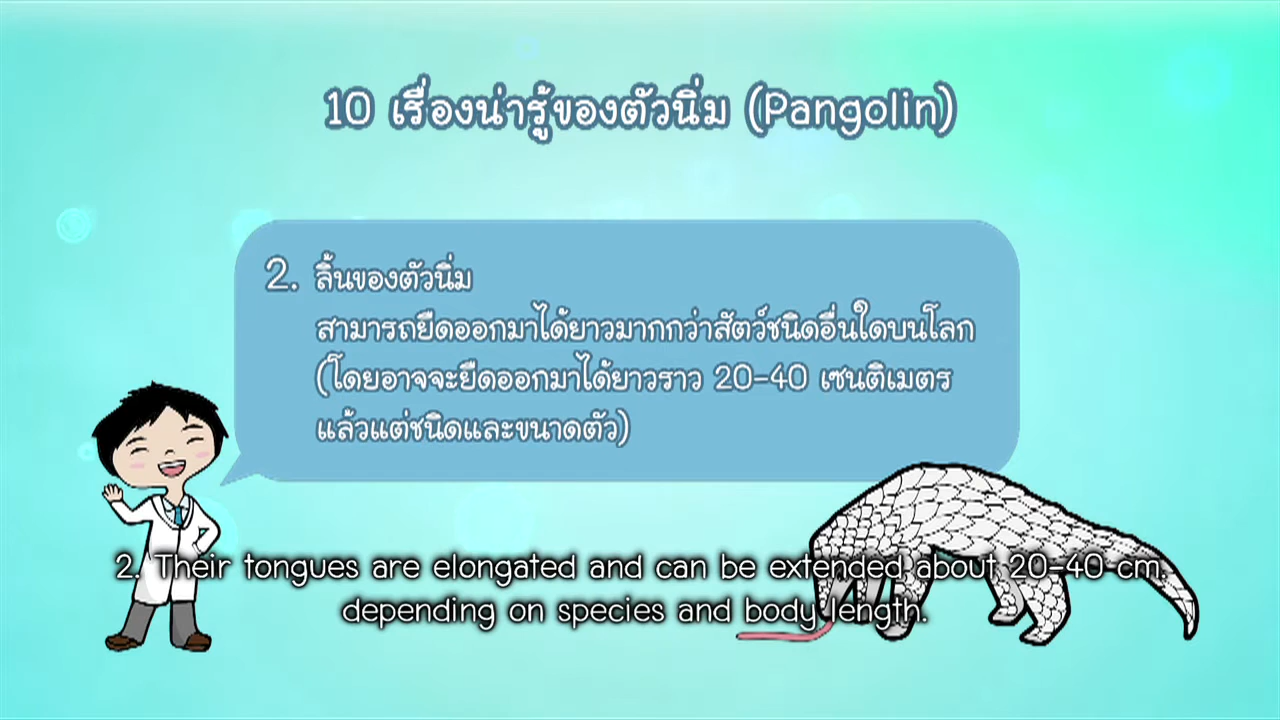 10 เรื่องน่ารู้ของตัวนิ่ม (Pangolin)
2. ลิ้นของตัวนิ่ม
สามารถยืดออกมาได้ยาวมากกว่าสัตว์ชนิดอื่นใดบนโลก
(โดยอาจจะยืดออกมาได้ยาวราว 20-40 เซนติเมตร
แล้วแต่ชนิดและขนาดตัว)
2. Their tongues are elongated and can be extended about 20-40 cm
depending on species and body length.